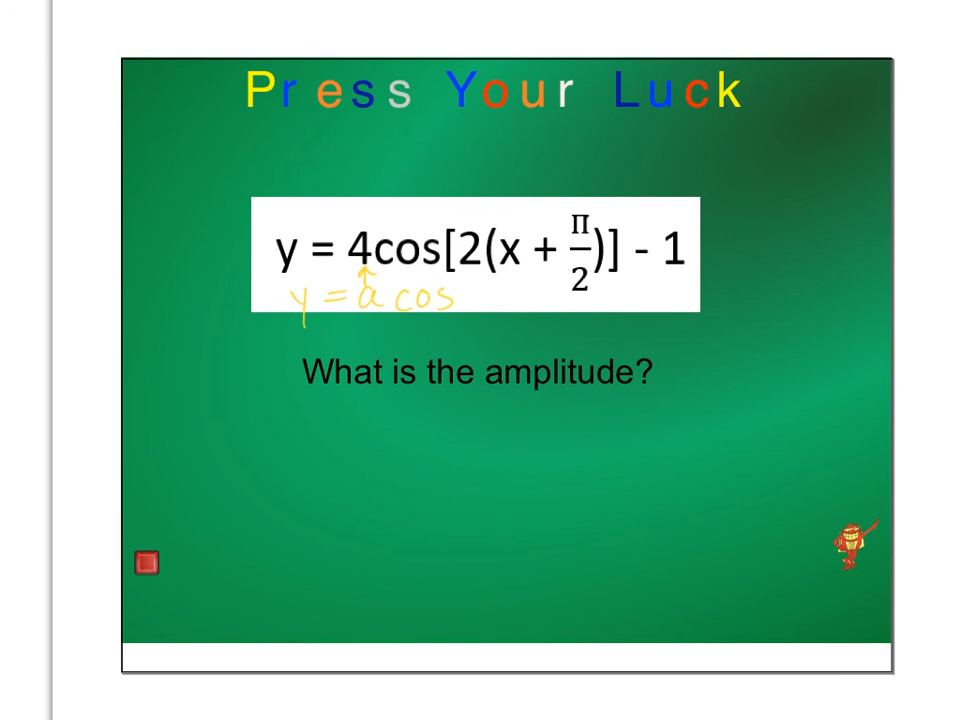 Press Your Luck
y = 4cos[2(x + π/2)] - 1
y = a cos
What is the amplitude?